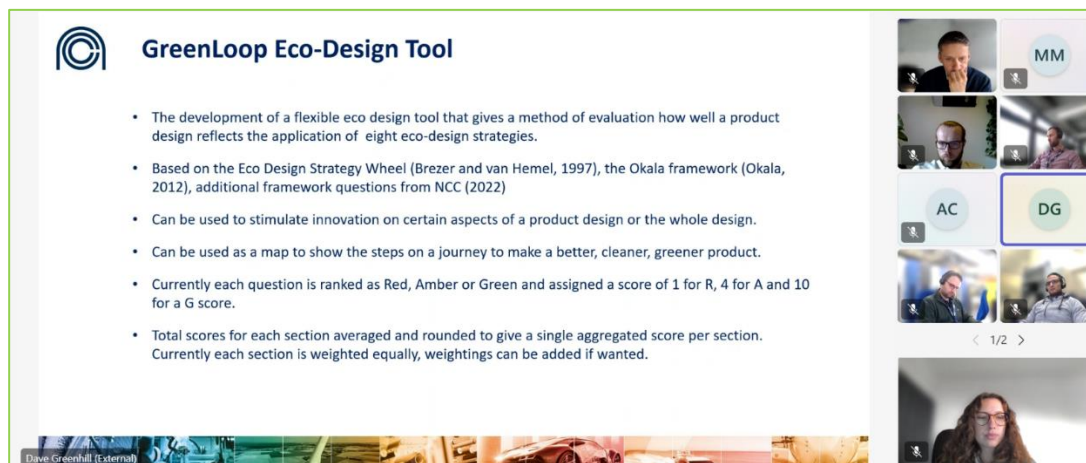 GreenLoop Eco-Design Tool
• The development of a flexible eco design tool that gives a method of evaluation how well a product
design reflects the application of eight eco-design strategies.
• Based on the Eco Design Strategy Wheel (Brezer and van Hemel, 1997), the Okala framework (Okala,
2012), additional framework questions from NCC (2022)
• Can be used to stimulate innovation on certain aspects of a product design or the whole design.
• Can be used as a map to show the steps on a journey to make a better, cleaner, greener product.
• Currently each question is ranked as Red, Amber or Green and assigned a score of 1 for R, 4 for A and 10
for a G score.
• Total scores for each section averaged and rounded to give a single aggregated score per section.
Currently each section is weighted equally, weightings can be added if wanted.
Dave Greenhill (External)
MM
AC
DG
1/2